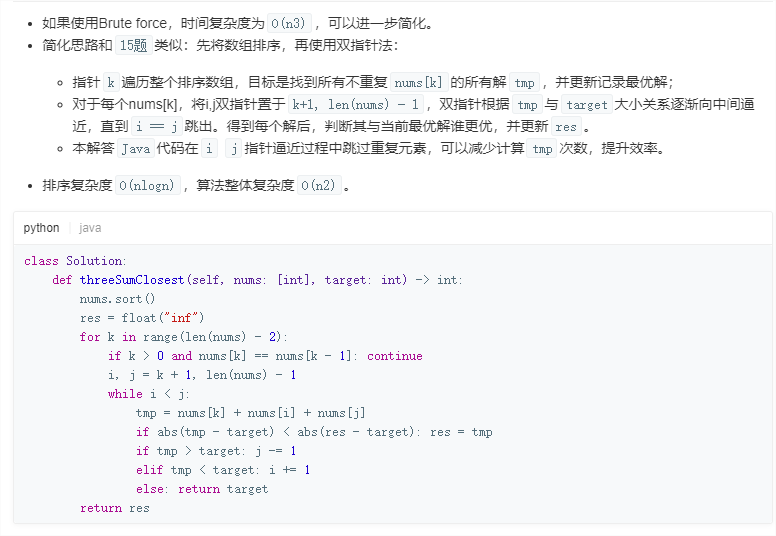 如果使用Brute force，时间复杂度为 O(n3) ，可以进一步简化。
简化思路和 15题 类似：先将数组排序，再使用双指针法：
指针 k 遍历整个排序数组，目标是找到所有不重复 nums[k] 的所有解 tmp ，并更新记录最优解；
对于每个nums[k]，将i,j双指针置于 k+1, len(nums) - 1 ，双指针根据 tmp 与 target 大小关系逐渐向中间逼
近，直到 i == j 跳出。得到每个解后，判断其与当前最优解谁更优，并更新 res 。
本解答 Java 代码在 i j 指针逼近过程中跳过重复元素，可以减少计算 tmp 次数，提升效率。
排序复杂度 O(nlogn) ，算法整体复杂度 O(n2) 。
python java
class Solution:
    def threeSumClosest(self, nums: [int], target: int) -> int:
        nums.sort()
        res = float("inf")
        for k in range(len(nums) - 2):
            if k > 0 and nums[k] == nums[k - 1]: continue
            i, j = k + 1, len(nums) - 1
            while i < j:
                tmp = nums[k] + nums[i] + nums[j]
                if abs(tmp - target) < abs(res - target): res = tmp
                if tmp > target: j -= 1
                elif tmp < target: i += 1
                else: return target
        return res